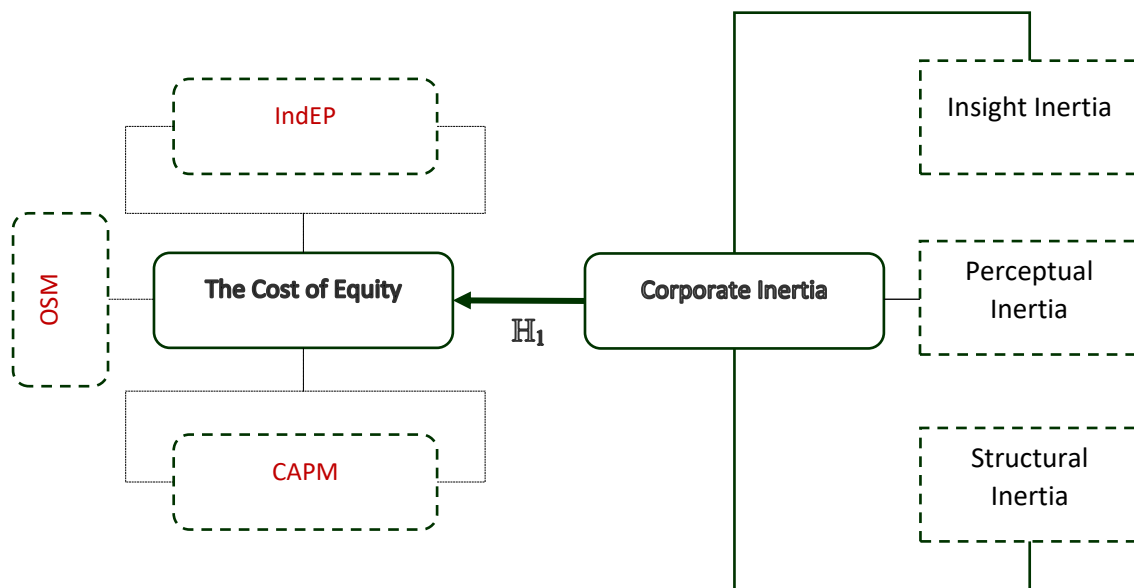 IndEP
OSM
The Cost of Equity
CAPM
ℍ₁
Corporate Inertia
Insight Inertia
Perceptual
Inertia
Structural
Inertia